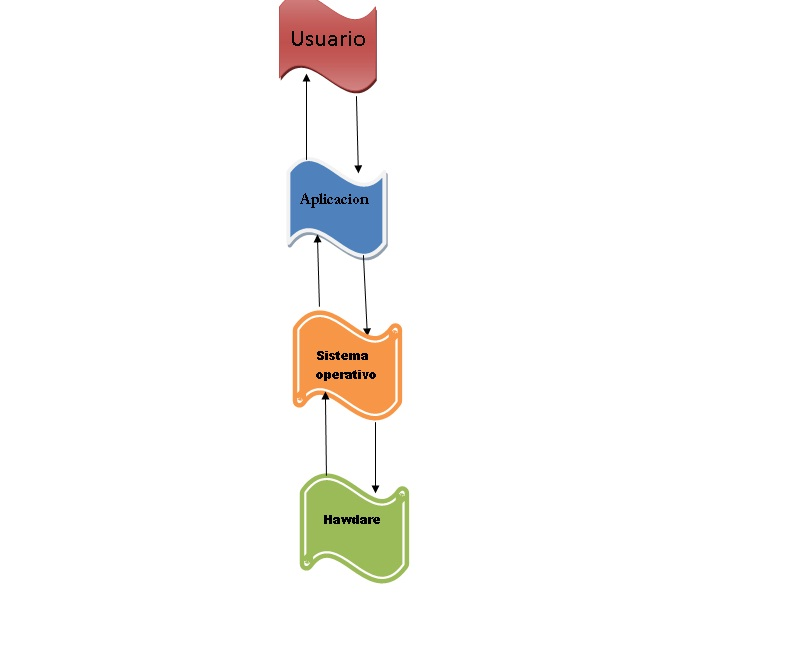 Usuario
Aplicacion
Sistema
operativo
Hawdare